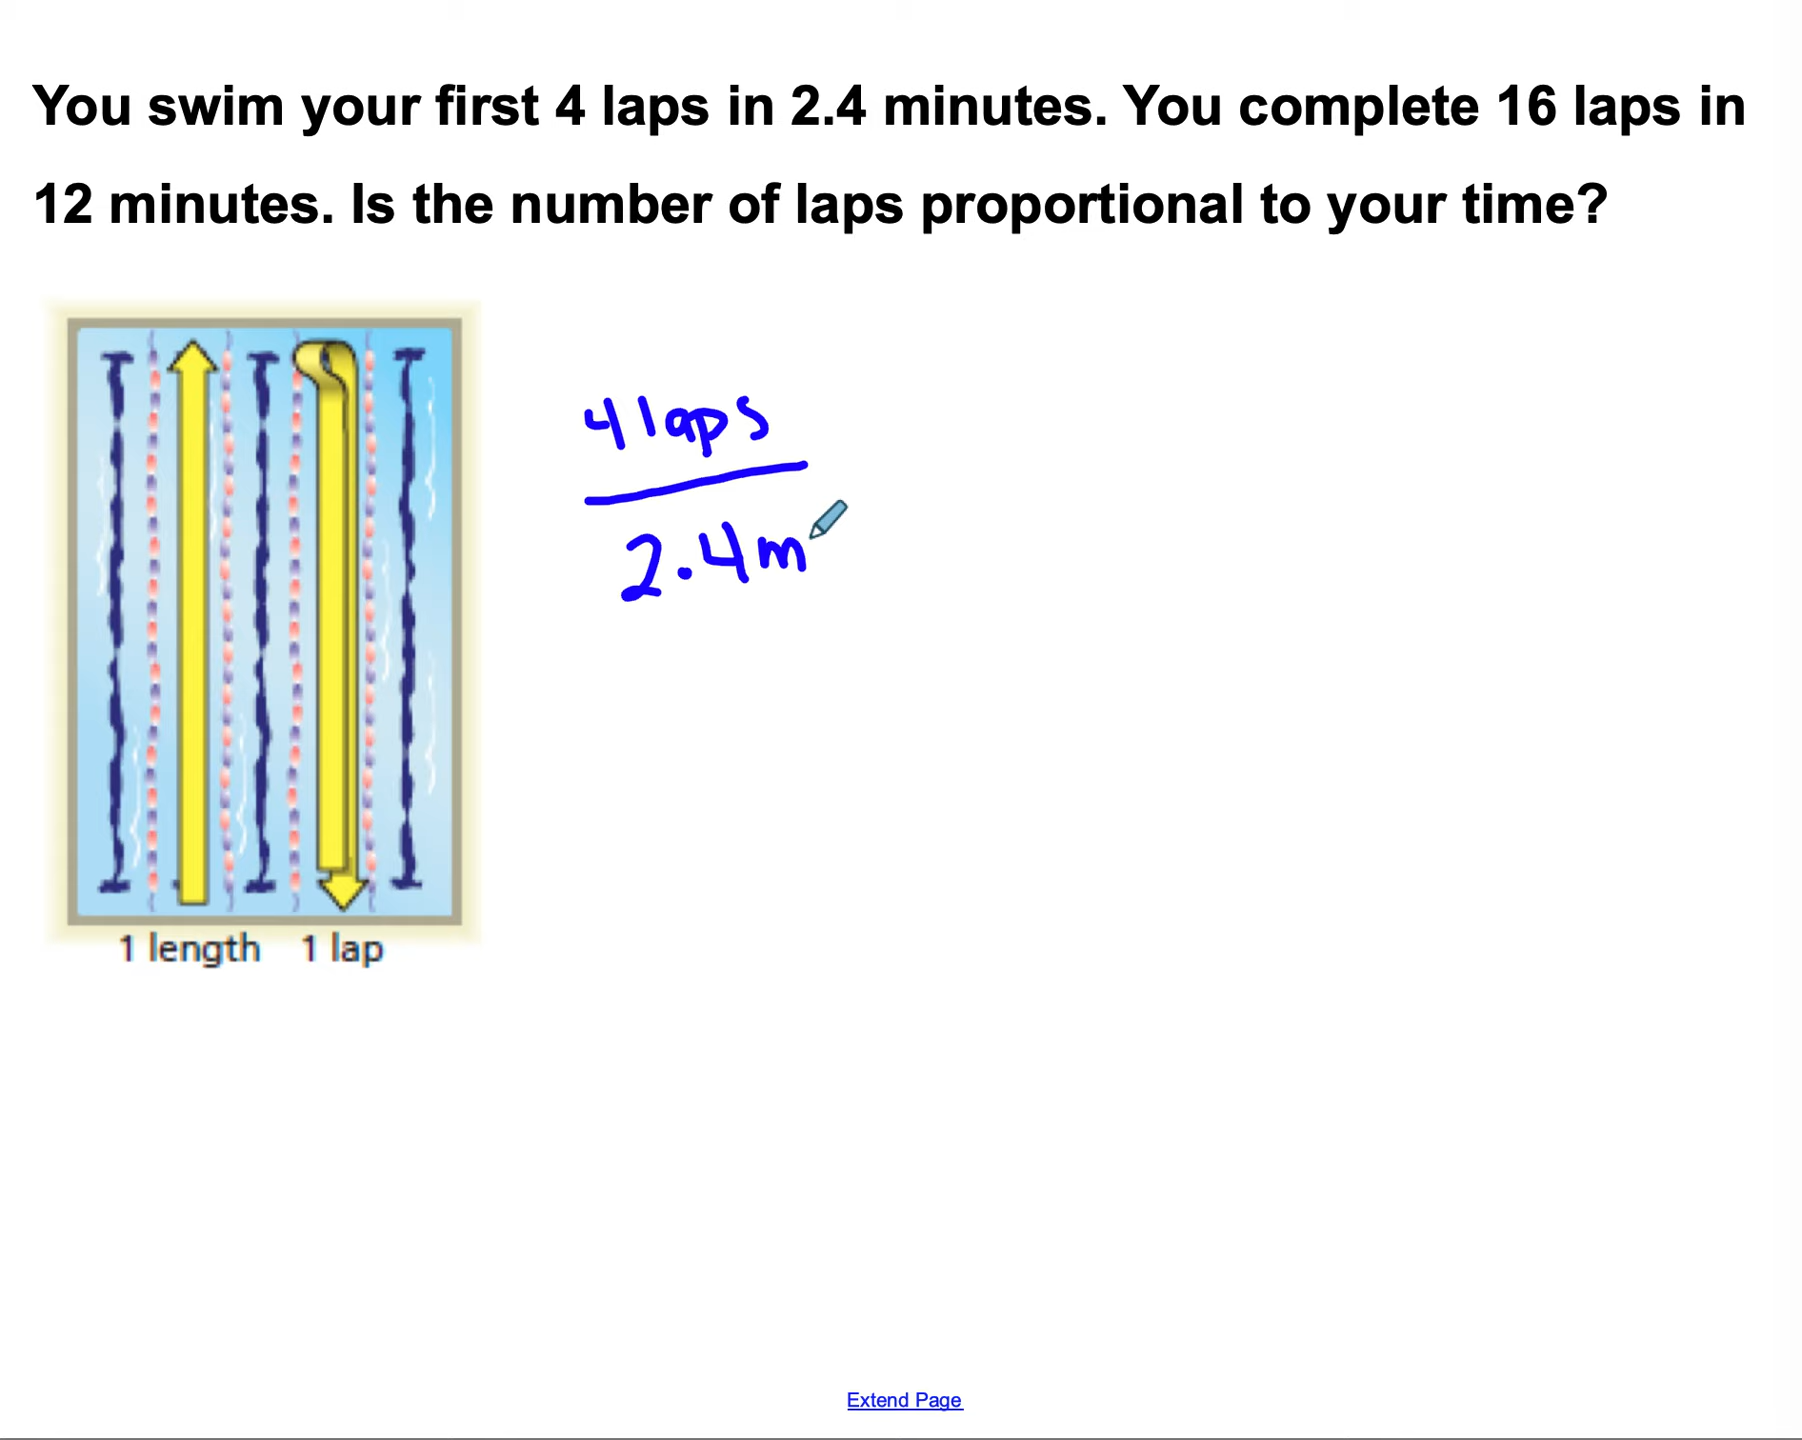 You swim your first 4 laps in 2.4 minutes. You complete 16 laps in
12 minutes. Is the number of laps proportional to your time?
4 laps
2.4 m
1 length 1 lap
Extend Page